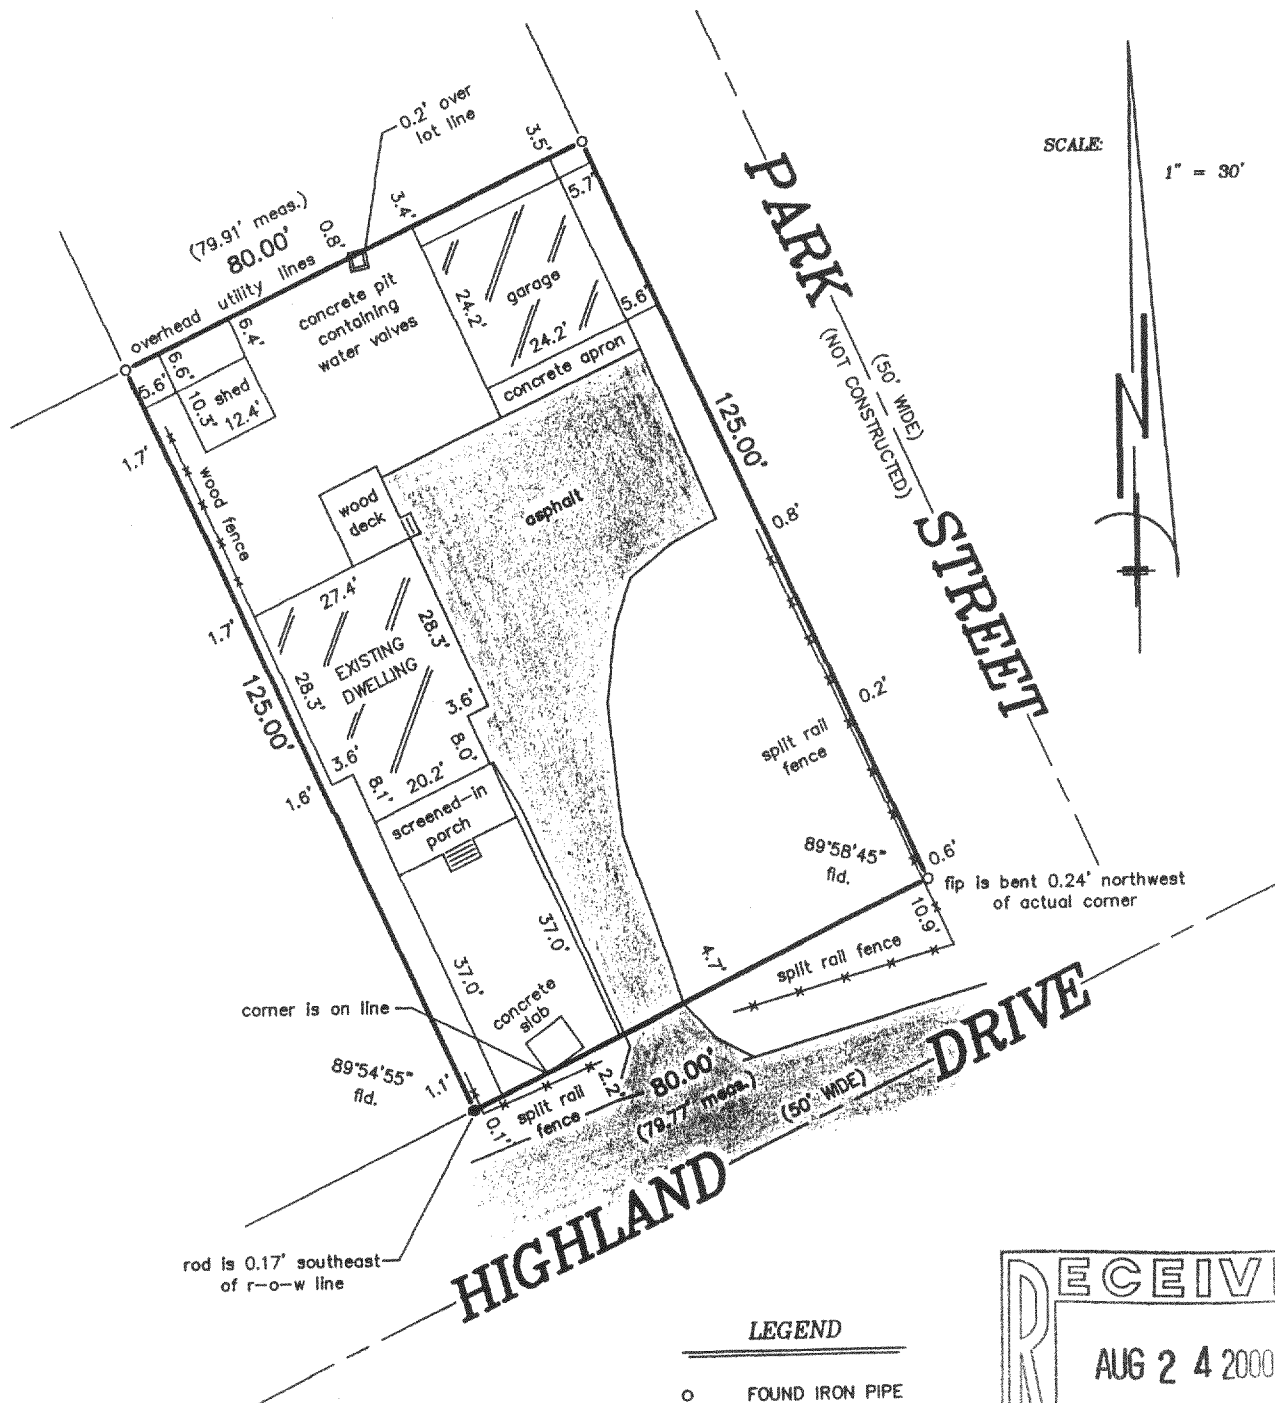 0.2' over
lot line
SCALE:
1" = 30'
3.5'
5.7'
3.4'
(79.91' meas.)
80.00'
0.8'
overhead utility lines
concrete pit
containing
water valves
garage
24.2'
24.2'
5.6'
concrete apron
6.4'
6.6'
5.6'
shed
10.3'
12.4'
1.7'
wood fence
wood
deck
asphalt
PARK
STREET
(50' WIDE)
(NOT CONSTRUCTED)
125.00'
0.8'
0.2'
split rail
fence
27.4'
28.3'
EXISTING
DWELLING
28.3'
1.7'
125.00'
3.6'
3.6'
8.0'
20.2'
8.1'
1.6'
screened-in
porch
N
89°58'45"
fld.
0.6'
fip is bent 0.24' northwest
of actual corner
10.9'
split rail fence
4.7'
37.0'
37.0'
concrete
slab
corner is on line
89°54'55"
fld.
1.1'
0.1'
split rail
fence
2.2'
80.00'
(79.77' meas.)
(50' WIDE)
HIGHLAND
DRIVE
rod is 0.17' southeast
of r-o-w line
LEGEND
FOUND IRON PIPE
RECEIV
AUG 24 2000